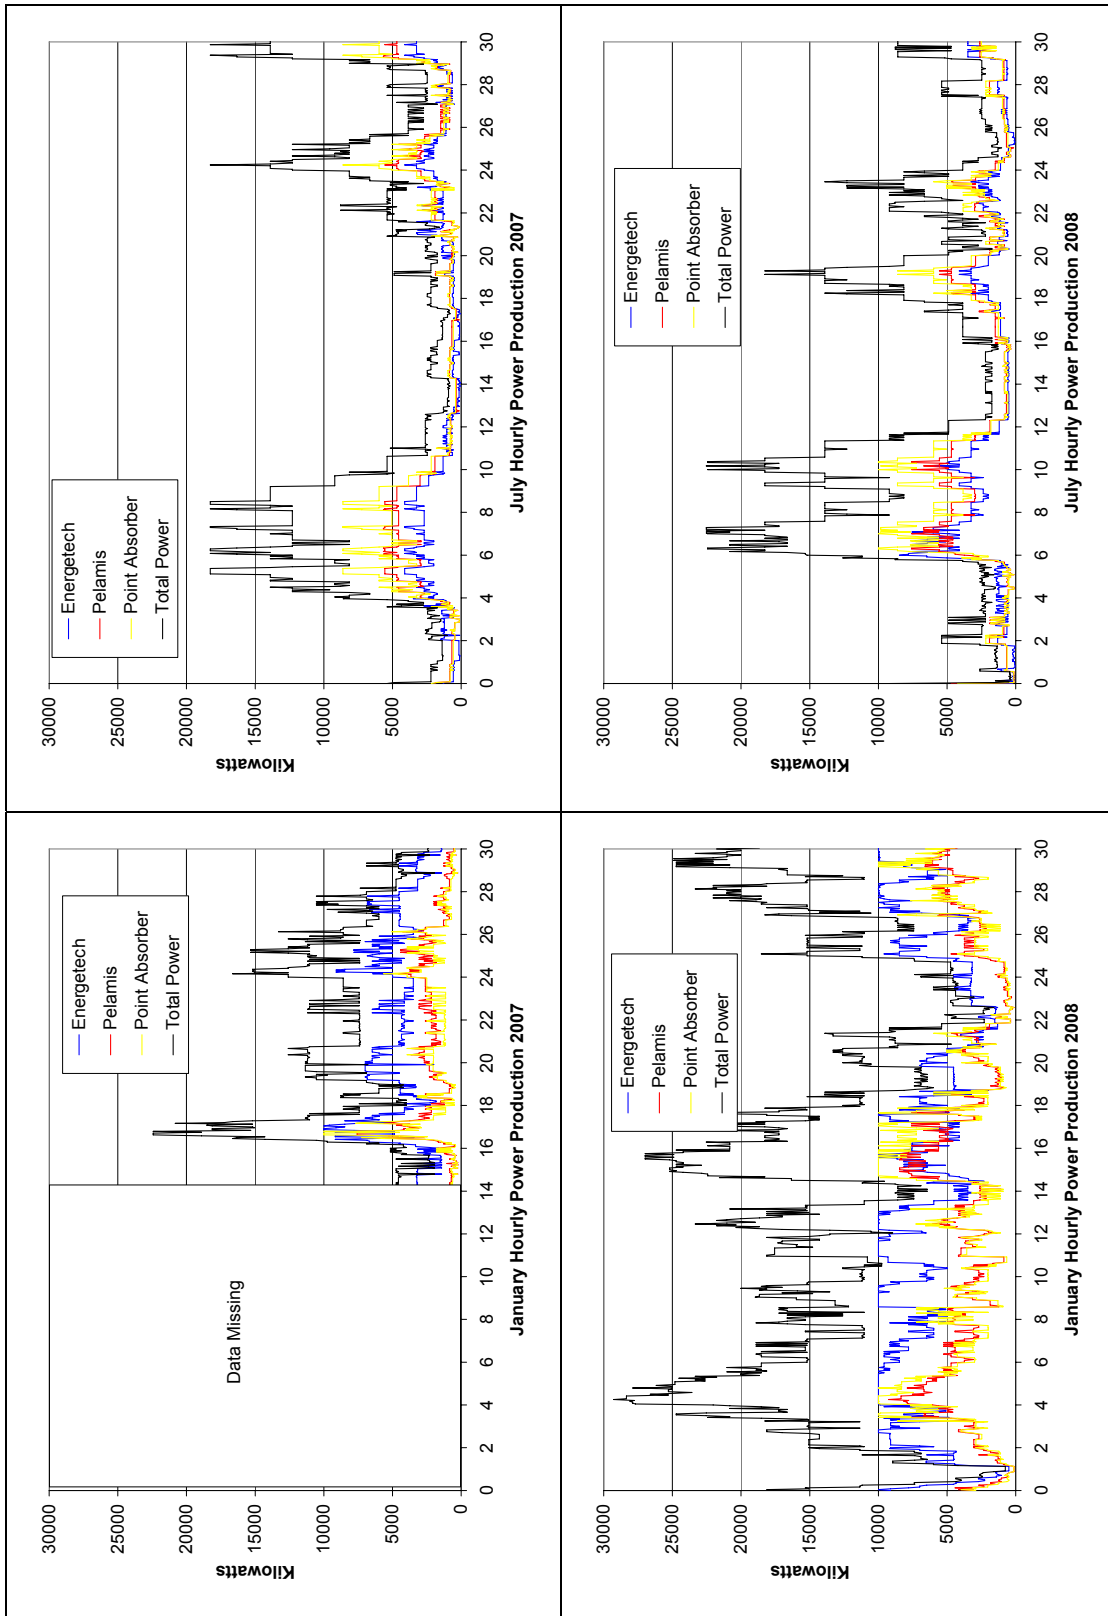 30000
25000
20000
15000
10000
5000
0
Kilowatts
Data Missing
Energetech
Pelamis
Point Absorber
Total Power
0 2 4 6 8 10 12 14 16 18 20 22 24 26 28 30
January Hourly Power Production 2007
30000
25000
20000
15000
10000
5000
0
Kilowatts
Energetech
Pelamis
Point Absorber
Total Power
0 2 4 6 8 10 12 14 16 18 20 22 24 26 28 30
July Hourly Power Production 2007
30000
25000
20000
15000
10000
5000
0
Kilowatts
Energetech
Pelamis
Point Absorber
Total Power
0 2 4 6 8 10 12 14 16 18 20 22 24 26 28 30
January Hourly Power Production 2008
30000
25000
20000
15000
10000
5000
0
Kilowatts
Energetech
Pelamis
Point Absorber
Total Power
0 2 4 6 8 10 12 14 16 18 20 22 24 26 28 30
July Hourly Power Production 2008